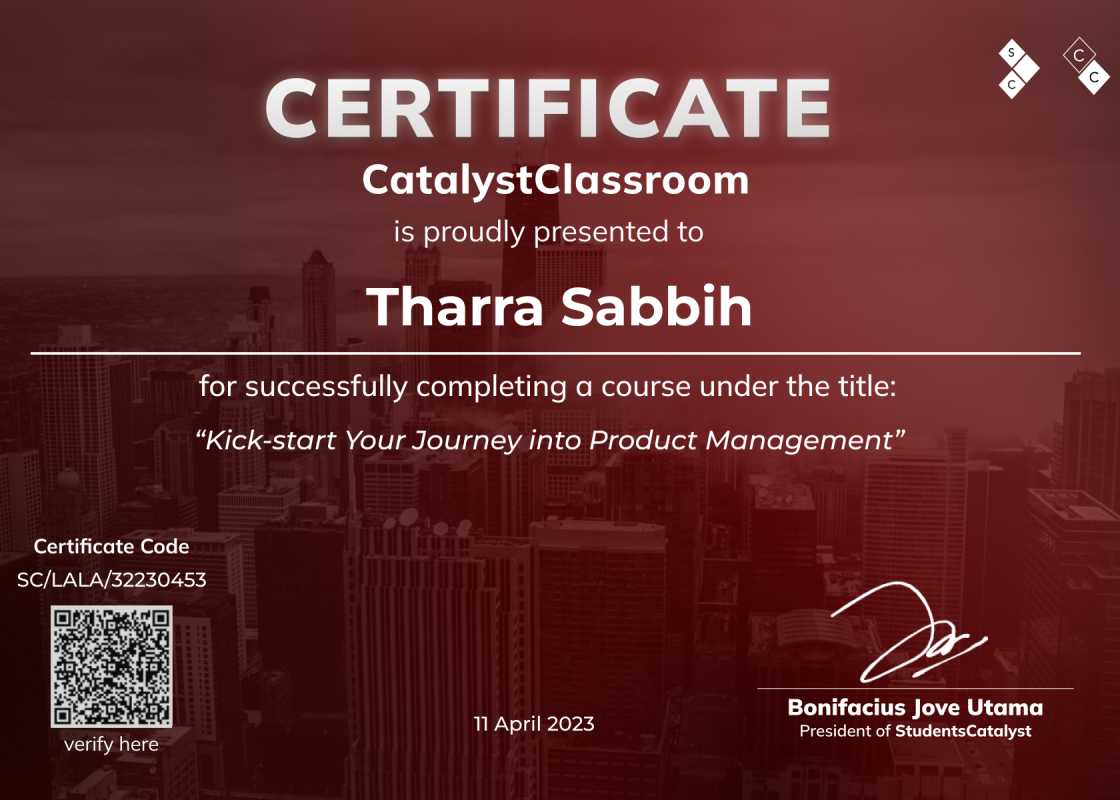 S
C
C
C
CERTIFICATE
CatalystClassroom
is proudly presented to
Tharra Sabbih
for successfully completing a course under the title:
“Kick-start Your Journey into Product Management”
Certificate Code
SC/LALA/32230453
verify here
11 April 2023
Bonifacius Jove Utama
President of StudentsCatalyst